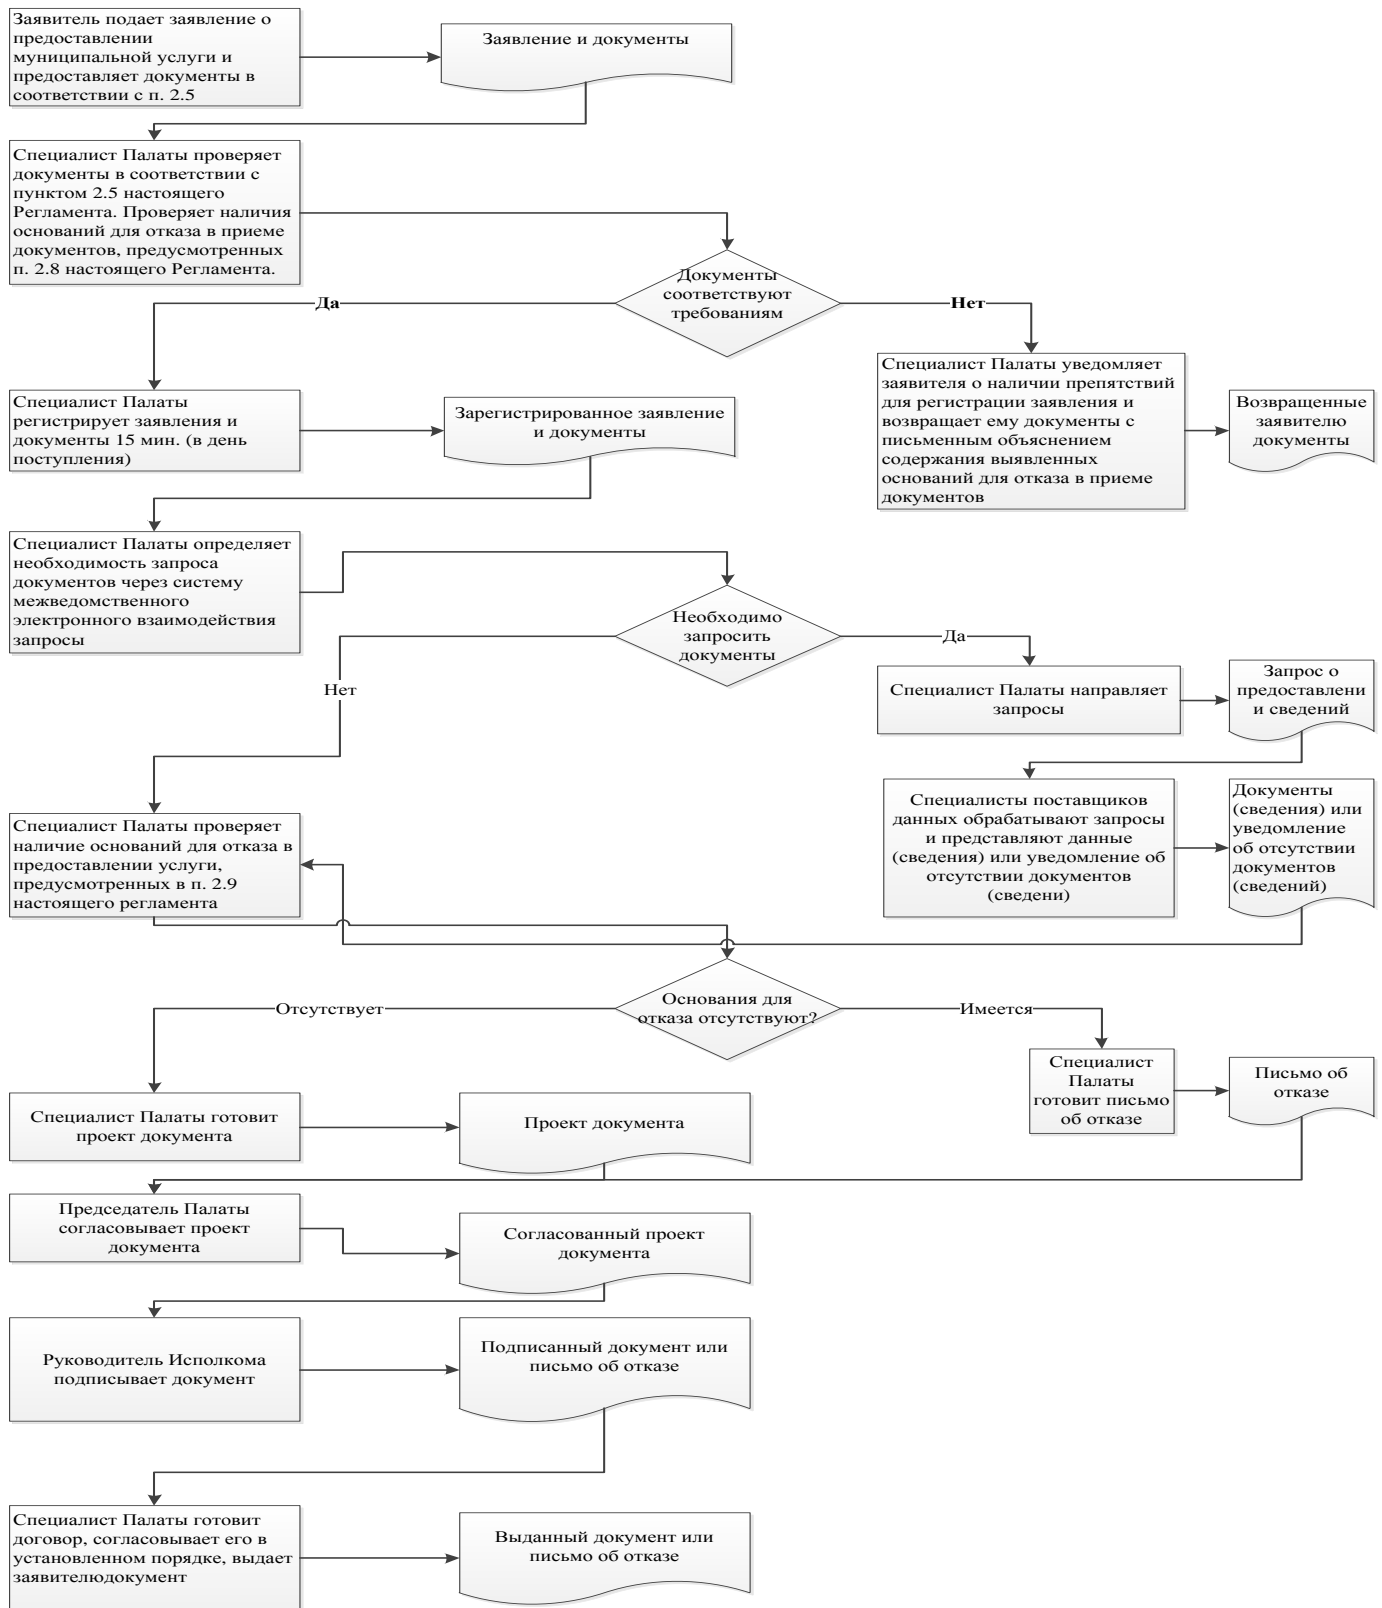 Заявитель подает заявление о
предоставлении
муниципальной услуги и
предоставляет документы в
соответствии с п. 2.5
Заявление и документы
Специалист Палаты проверяет
документы в соответствии с
пунктом 2.5 настоящего
Регламента. Проверяет наличия
оснований для отказа в приеме
документов, предусмотренных
п. 2.8 настоящего Регламента.
Документы
соответствуют
требованиям
Да
Нет
Специалист Палаты
регистрирует заявления и
документы 15 мин. (в день
поступления)
Зарегистрированное заявление
и документы
Специалист Палаты уведомляет
заявителя о наличии препятствий
для регистрации заявления и
возвращает ему документы с
письменным объяснением
содержания выявленных
оснований для отказа в приеме
документов
Возвращенные
заявителю
документы
Специалист Палаты определяет
необходимость запроса
документов через систему
межведомственного
электронного взаимодействия
запросы
Необходимо
запросить
документы
Да
Нет
Специалист Палаты направляет
запросы
Запрос о
предоставлени
и сведений
Специалисты поставщиков
данных обрабатывают запросы
и представляют данные
(сведения) или уведомление об
отсутствии документов
(сведени)
Документы
(сведения) или
уведомление
об отсутствии
документов
(сведений)
Специалист Палаты проверяет
наличие оснований для отказа в
предоставлении услуги,
предусмотренных в п. 2.9
настоящего регламента
Основания для
отказа отсутствуют?
Отсутствует
Имеется
Специалист
Палаты
готовит письмо
об отказе
Письмо об
отказе
Специалист Палаты готовит
проект документа
Проект документа
Председатель Палаты
согласовывает проект
документа
Согласованный проект
документа
Руководитель Исполкома
подписывает документ
Подписанный документ или
письмо об отказе
Специалист Палаты готовит
договор, согласовывает его в
установленном порядке, выдает
заявителюдокумент
Выданный документ или
письмо об отказе